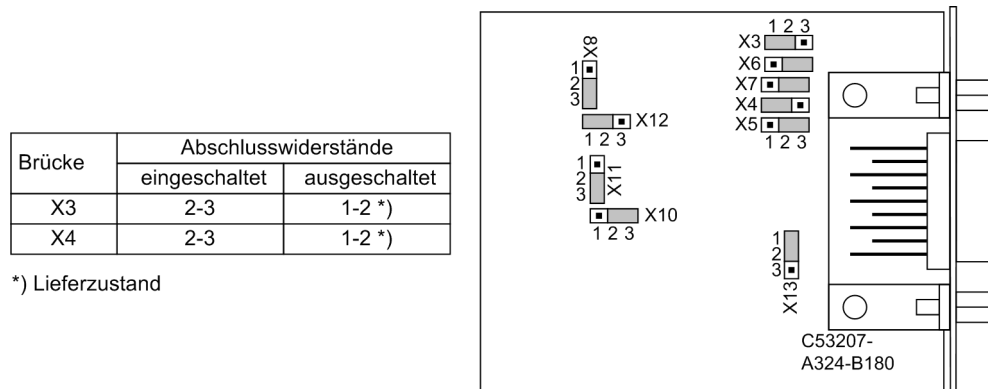 Brücke Abschlusswiderstände
eingeschaltet ausgeschaltet
X3 2-3 1-2 *)
X4 2-3 1-2 *)
*) Lieferzustand
X8
1
2
3
X12
1 2 3
1
2
3
X11
X10
1 2 3
1 2 3
X3
X6
X7
X4
X5
1 2 3
1
2
3
X13
C53207-
A324-B180